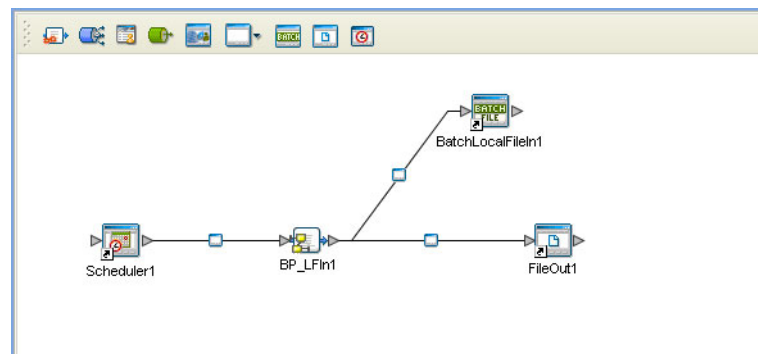 BATCH
BATCH
FILE
BatchLocalFileIn1
Scheduler1
BP_LFIn1
FileOut1